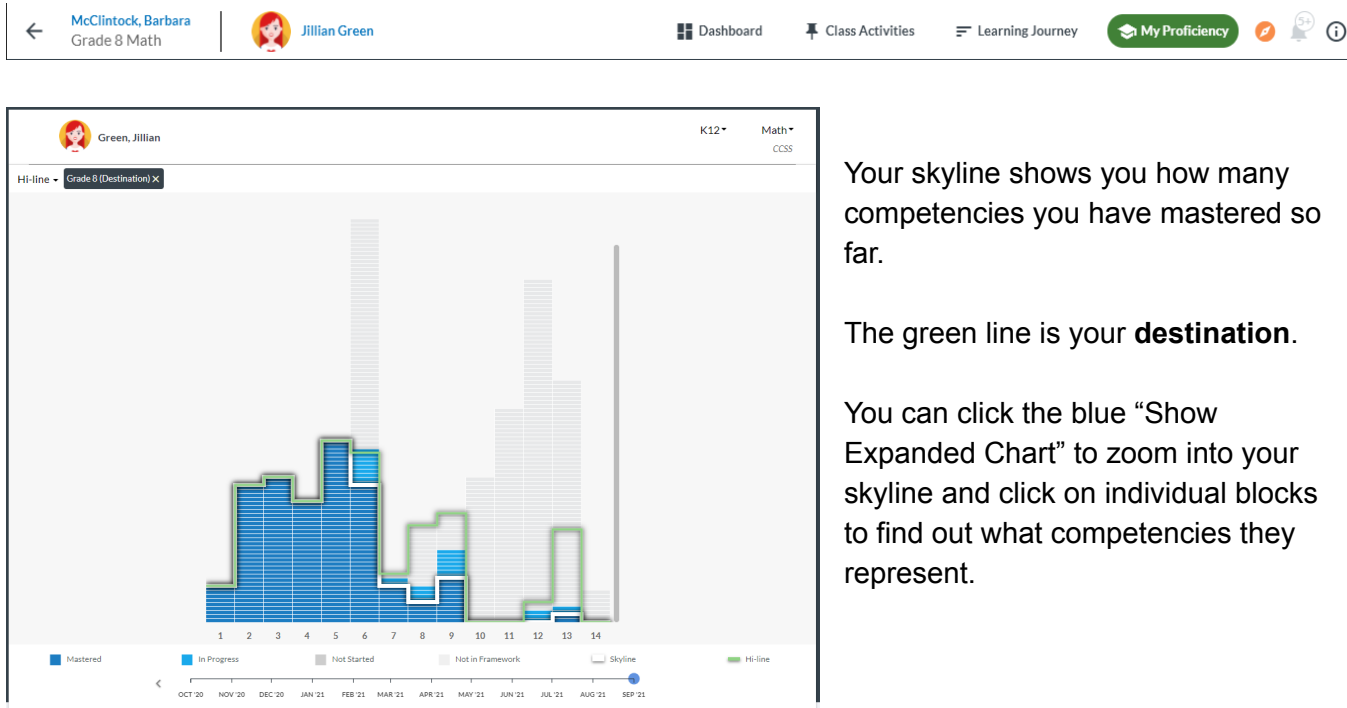 McClintock, Barbara
Grade 8 Math
Jillian Green
Dashboard
Class Activities
Learning Journey
My Proficiency
5+
Green, Jillian
K12
Math
CCSS
Hi-line
Grade 8 (Destination) X
1 2 3 4 5 6 7 8 9 10 11 12 13 14
Mastered
In Progress
Not Started
Not in Framework
Skyline
Hi-line
OCT '20 NOV '20 DEC '20 JAN '21 FEB '21 MAR '21 APR '21 MAY '21 JUN '21 JUL '21 AUG '21 SEP '21
Your skyline shows you how many
competencies you have mastered so
far.
The green line is your destination.
You can click the blue “Show
Expanded Chart” to zoom into your
skyline and click on individual blocks
to find out what competencies they
represent.